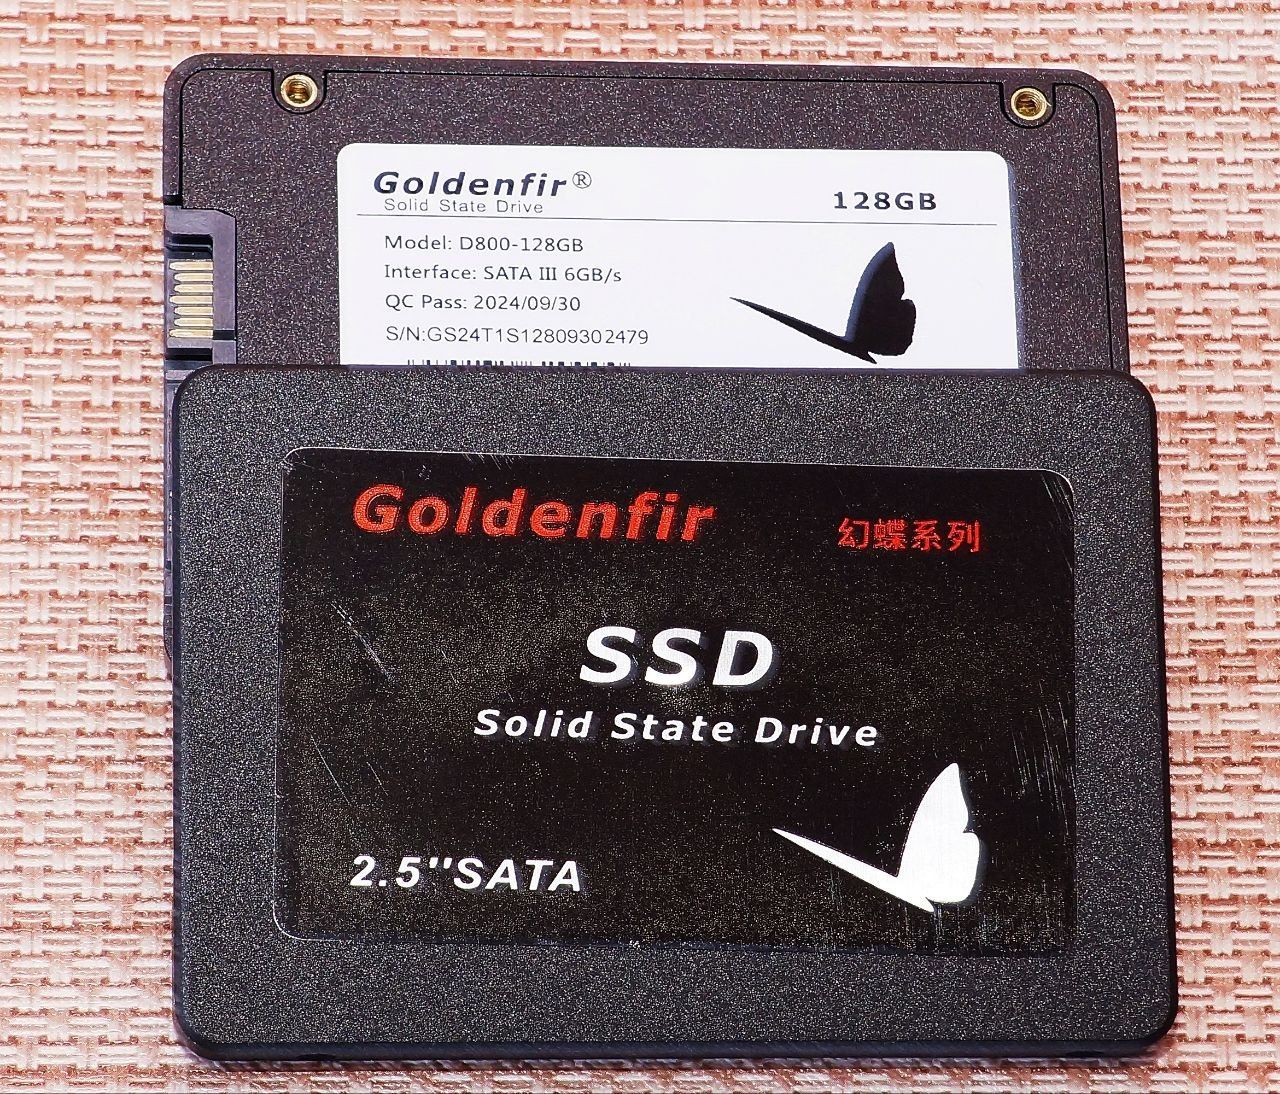 Goldenfir®
Solid State Drive
128GB
Model: D800-128GB
Interface: SATA III 6GB/s
QC Pass: 2024/09/30
S/N:GS24T1S12809302479
Goldenfir
幻蝶系列
SSD
Solid State Drive
2.5''SATA